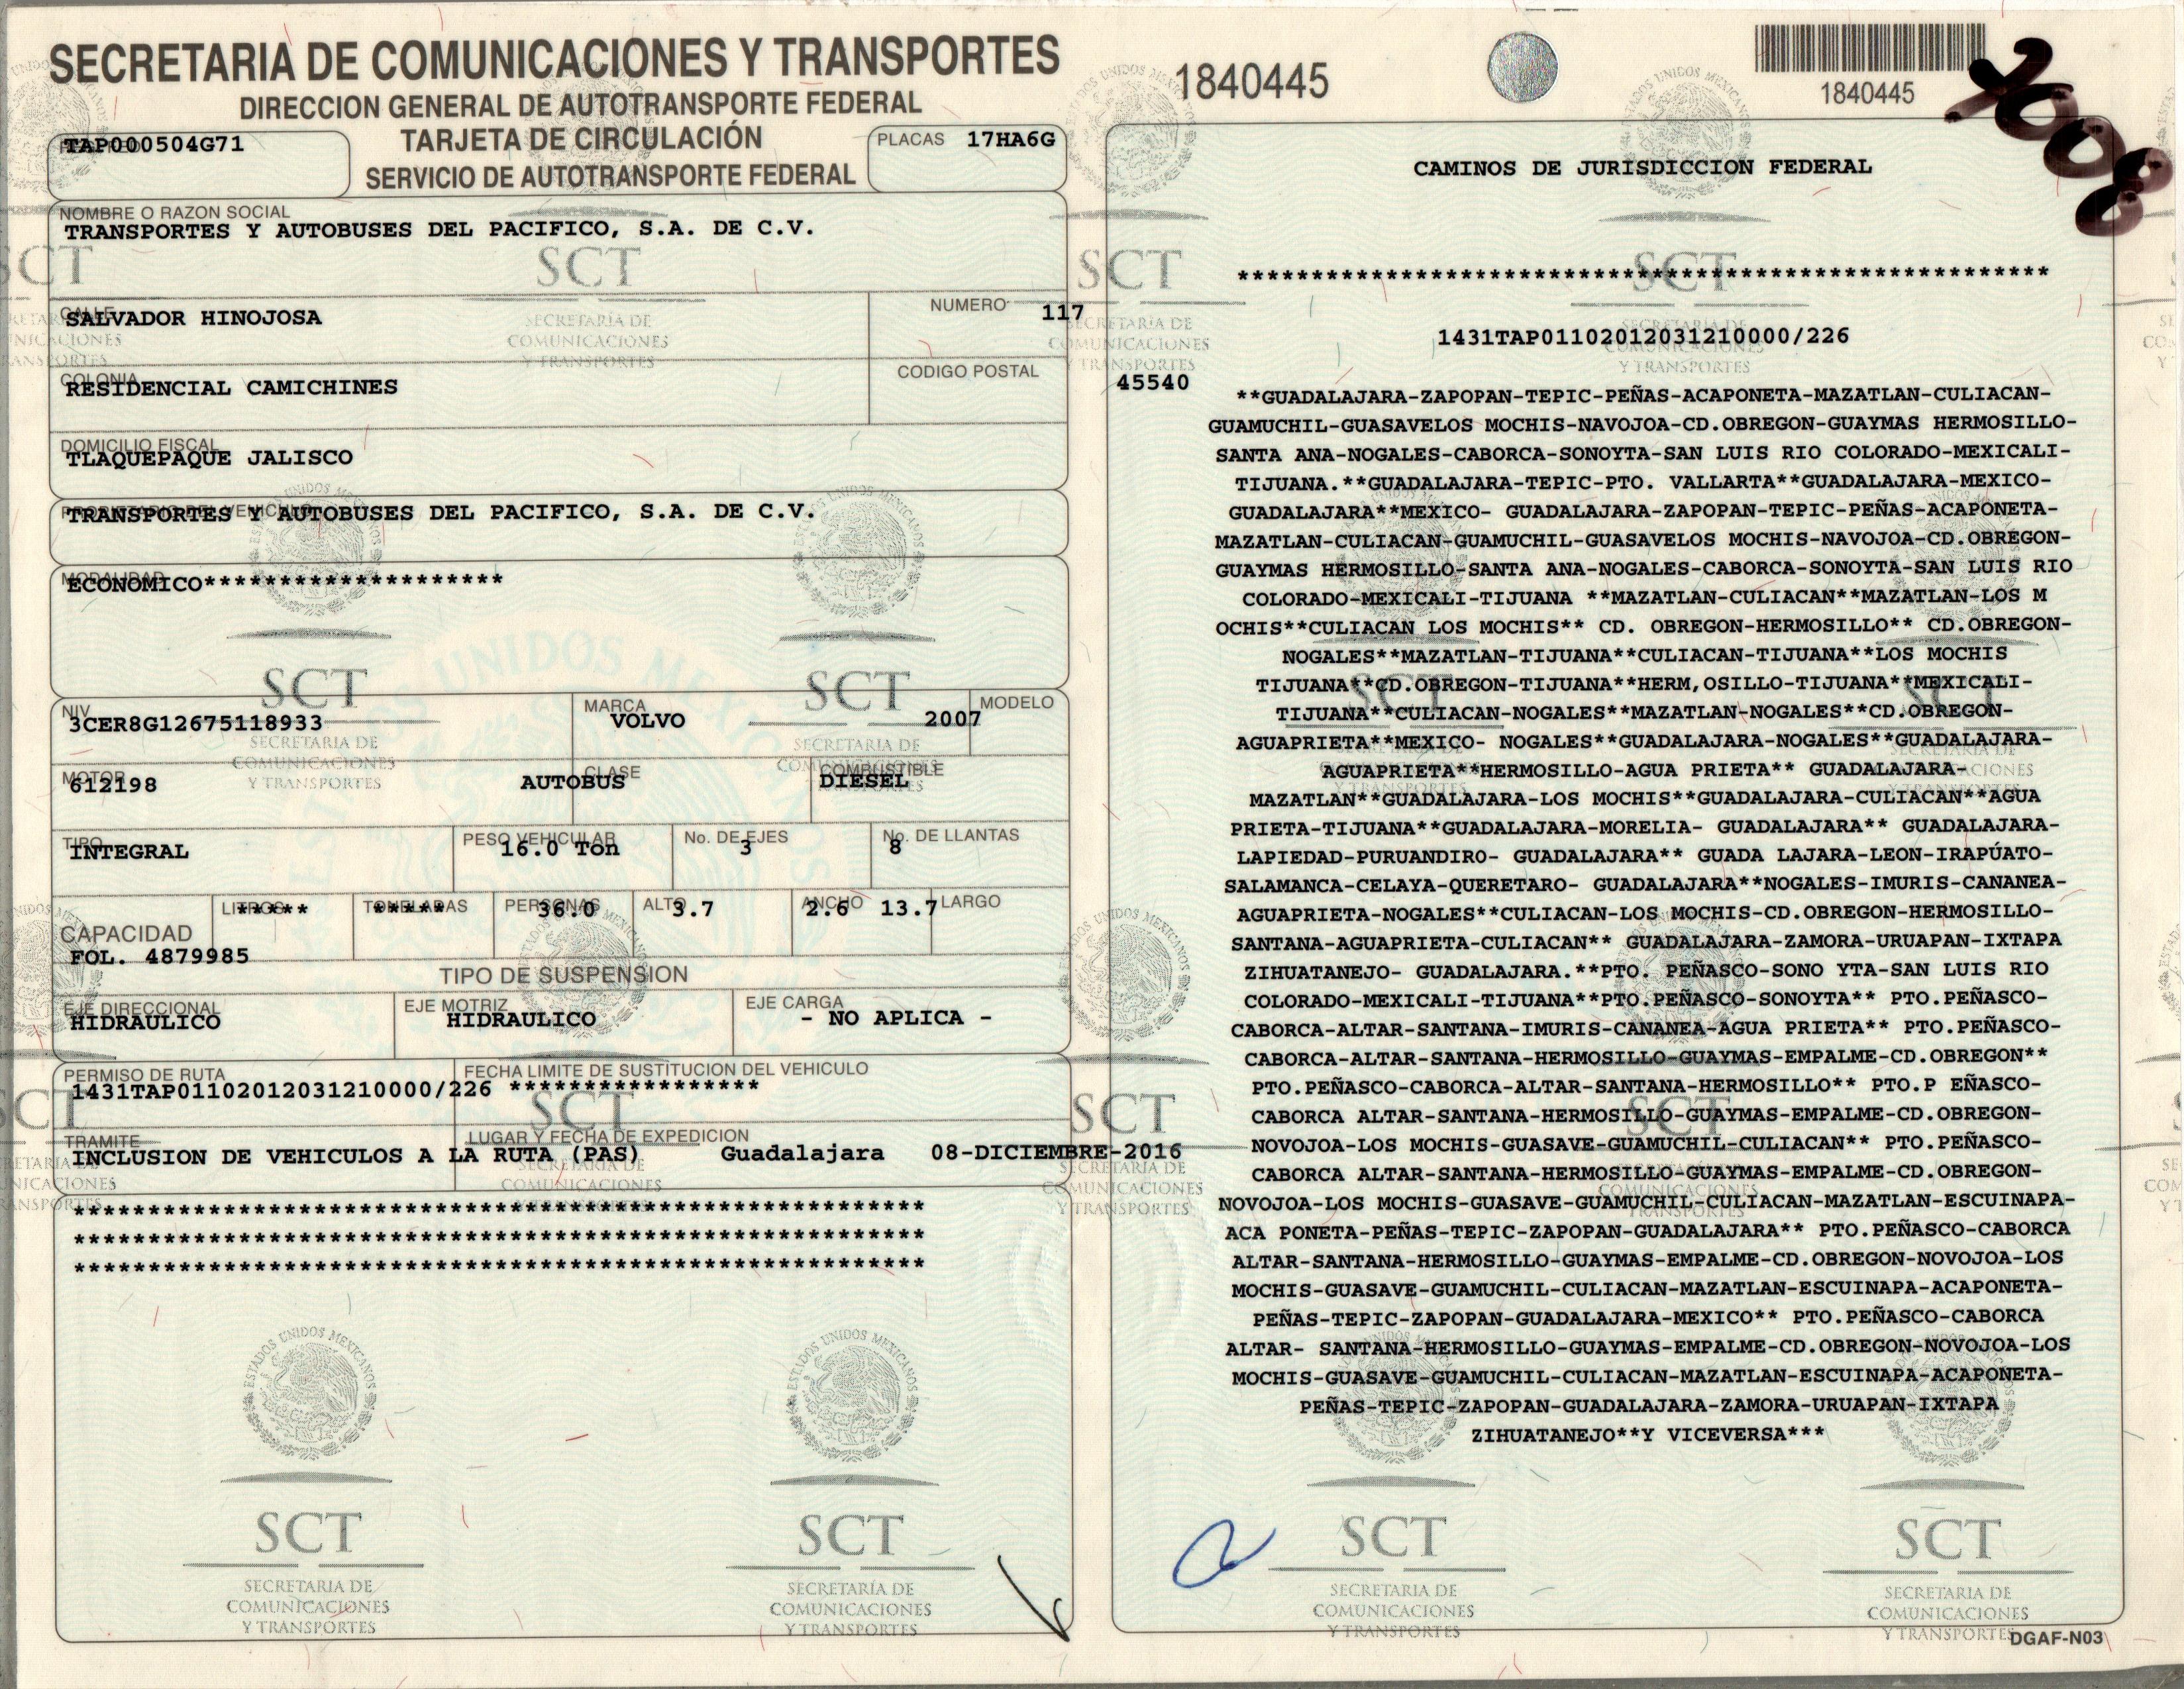 SECRETARIA DE COMUNICACIONES Y TRANSPORTES
DIRECCION GENERAL DE AUTOTRANSPORTE FEDERAL
TARJETA DE CIRCULACIÓN
SERVICIO DE AUTOTRANSPORTE FEDERAL
TAP000504G71
PLACAS 17HA6G
NOMBRE O RAZON SOCIAL
TRANSPORTES Y AUTOBUSES DEL PACIFICO, S.A. DE C.V.
CALLE
SALVADOR HINOJOSA
NUMERO 117
COLONIA
RESIDENCIAL CAMICHINES
CODIGO POSTAL 45540
DOMICILIO FISCAL
TLAQUEPAQUE JALISCO
PROPIETARIO DEL VEHICULO
TRANSPORTES Y AUTOBUSES DEL PACIFICO, S.A. DE C.V.
MODALIDAD
ECONOMICO********************
NIV
3CER8G12675118933
MARCA
VOLVO
MODELO
2007
MOTOR
612198
CLASE
AUTOBUS
COMBUSTIBLE
DIESEL
TIPO
INTEGRAL
PESO VEHICULAR
16.0 Ton
No. DE EJES
3
No. DE LLANTAS
8
CAPACIDAD
LITROS
*****
TONELADAS
*****
PERSONAS
36.0
ALTO
3.7
ANCHO
2.6
LARGO
13.7
FOL. 4879985
TIPO DE SUSPENSION
EJE DIRECCIONAL
HIDRAULICO
EJE MOTRIZ
HIDRAULICO
EJE CARGA
- NO APLICA -
PERMISO DE RUTA
1431TAP01102012031210000/226
FECHA LIMITE DE SUSTITUCION DEL VEHICULO
*****************
TRAMITE
INCLUSION DE VEHICULOS A LA RUTA (PAS)
LUGAR Y FECHA DE EXPEDICION
Guadalajara 08-DICIEMBRE-2016
*********************************************************
*********************************************************
*********************************************************
1840445
1840445
CAMINOS DE JURISDICCION FEDERAL
*******************************************************
1431TAP01102012031210000/226
**GUADALAJARA-ZAPOPAN-TEPIC-PEÑAS-ACAPONETA-MAZATLAN-CULIACAN-
GUAMUCHIL-GUASAVELOS MOCHIS-NAVOJOA-CD.OBREGON-GUAYMAS HERMOSILLO-
SANTA ANA-NOGALES-CABORCA-SONOYTA-SAN LUIS RIO COLORADO-MEXICALI-
TIJUANA.**GUADALAJARA-TEPIC-PTO. VALLARTA**GUADALAJARA-MEXICO-
GUADALAJARA**MEXICO- GUADALAJARA-ZAPOPAN-TEPIC-PEÑAS-ACAPONETA-
MAZATLAN-CULIACAN-GUAMUCHIL-GUASAVELOS MOCHIS-NAVOJOA-CD.OBREGON-
GUAYMAS HERMOSILLO-SANTA ANA-NOGALES-CABORCA-SONOYTA-SAN LUIS RIO
COLORADO-MEXICALI-TIJUANA **MAZATLAN-CULIACAN**MAZATLAN-LOS M
OCHIS**CULIACAN LOS MOCHIS** CD. OBREGON-HERMOSILLO** CD.OBREGON-
NOGALES**MAZATLAN-TIJUANA**CULIACAN-TIJUANA**LOS MOCHIS
TIJUANA**CD.OBREGON-TIJUANA**HERM,OSILLO-TIJUANA**MEXICALI-
TIJUANA**CULIACAN-NOGALES**MAZATLAN-NOGALES**CD.OBREGON-
AGUAPRIETA**MEXICO- NOGALES**GUADALAJARA-NOGALES**GUADALAJARA-
AGUAPRIETA**HERMOSILLO-AGUA PRIETA** GUADALAJARA-
MAZATLAN**GUADALAJARA-LOS MOCHIS**GUADALAJARA-CULIACAN**AGUA
PRIETA-TIJUANA**GUADALAJARA-MORELIA- GUADALAJARA** GUADALAJARA-
LAPIEDAD-PURUANDIRO- GUADALAJARA** GUADA LAJARA-LEON-IRAPÚATO-
SALAMANCA-CELAYA-QUERETARO- GUADALAJARA**NOGALES-IMURIS-CANANEA-
AGUAPRIETA-NOGALES**CULIACAN-LOS MOCHIS-CD.OBREGON-HERMOSILLO-
SANTANA-AGUAPRIETA-CULIACAN** GUADALAJARA-ZAMORA-URUAPAN-IXTAPA
ZIHUATANEJO- GUADALAJARA.**PTO. PEÑASCO-SONO YTA-SAN LUIS RIO
COLORADO-MEXICALI-TIJUANA**PTO.PEÑASCO-SONOYTA** PTO.PEÑASCO-
CABORCA-ALTAR-SANTANA-IMURIS-CANANEA-AGUA PRIETA** PTO.PEÑASCO-
CABORCA-ALTAR-SANTANA-HERMOSILLO-GUAYMAS-EMPALME-CD.OBREGON**
PTO.PEÑASCO-CABORCA-ALTAR-SANTANA-HERMOSILLO** PTO.P EÑASCO-
CABORCA ALTAR-SANTANA-HERMOSILLO-GUAYMAS-EMPALME-CD.OBREGON-
NOVOJOA-LOS MOCHIS-GUASAVE-GUAMUCHIL-CULIACAN** PTO.PEÑASCO-
CABORCA ALTAR-SANTANA-HERMOSILLO-GUAYMAS-EMPALME-CD.OBREGON-
NOVOJOA-LOS MOCHIS-GUASAVE-GUAMUCHIL-CULIACAN-MAZATLAN-ESCUINAPA-
ACA PONETA-PEÑAS-TEPIC-ZAPOPAN-GUADALAJARA** PTO.PEÑASCO-CABORCA
ALTAR-SANTANA-HERMOSILLO-GUAYMAS-EMPALME-CD.OBREGON-NOVOJOA-LOS
MOCHIS-GUASAVE-GUAMUCHIL-CULIACAN-MAZATLAN-ESCUINAPA-ACAPONETA-
PEÑAS-TEPIC-ZAPOPAN-GUADALAJARA-MEXICO** PTO.PEÑASCO-CABORCA
ALTAR- SANTANA-HERMOSILLO-GUAYMAS-EMPALME-CD.OBREGON-NOVOJOA-LOS
MOCHIS-GUASAVE-GUAMUCHIL-CULIACAN-MAZATLAN-ESCUINAPA-ACAPONETA-
PEÑAS-TEPIC-ZAPOPAN-GUADALAJARA-ZAMORA-URUAPAN-IXTAPA
ZIHUATANEJO**Y VICEVERSA***
SCT
SECRETARIA DE
COMUNICACIONES
Y TRANSPORTES
DGAF-N03